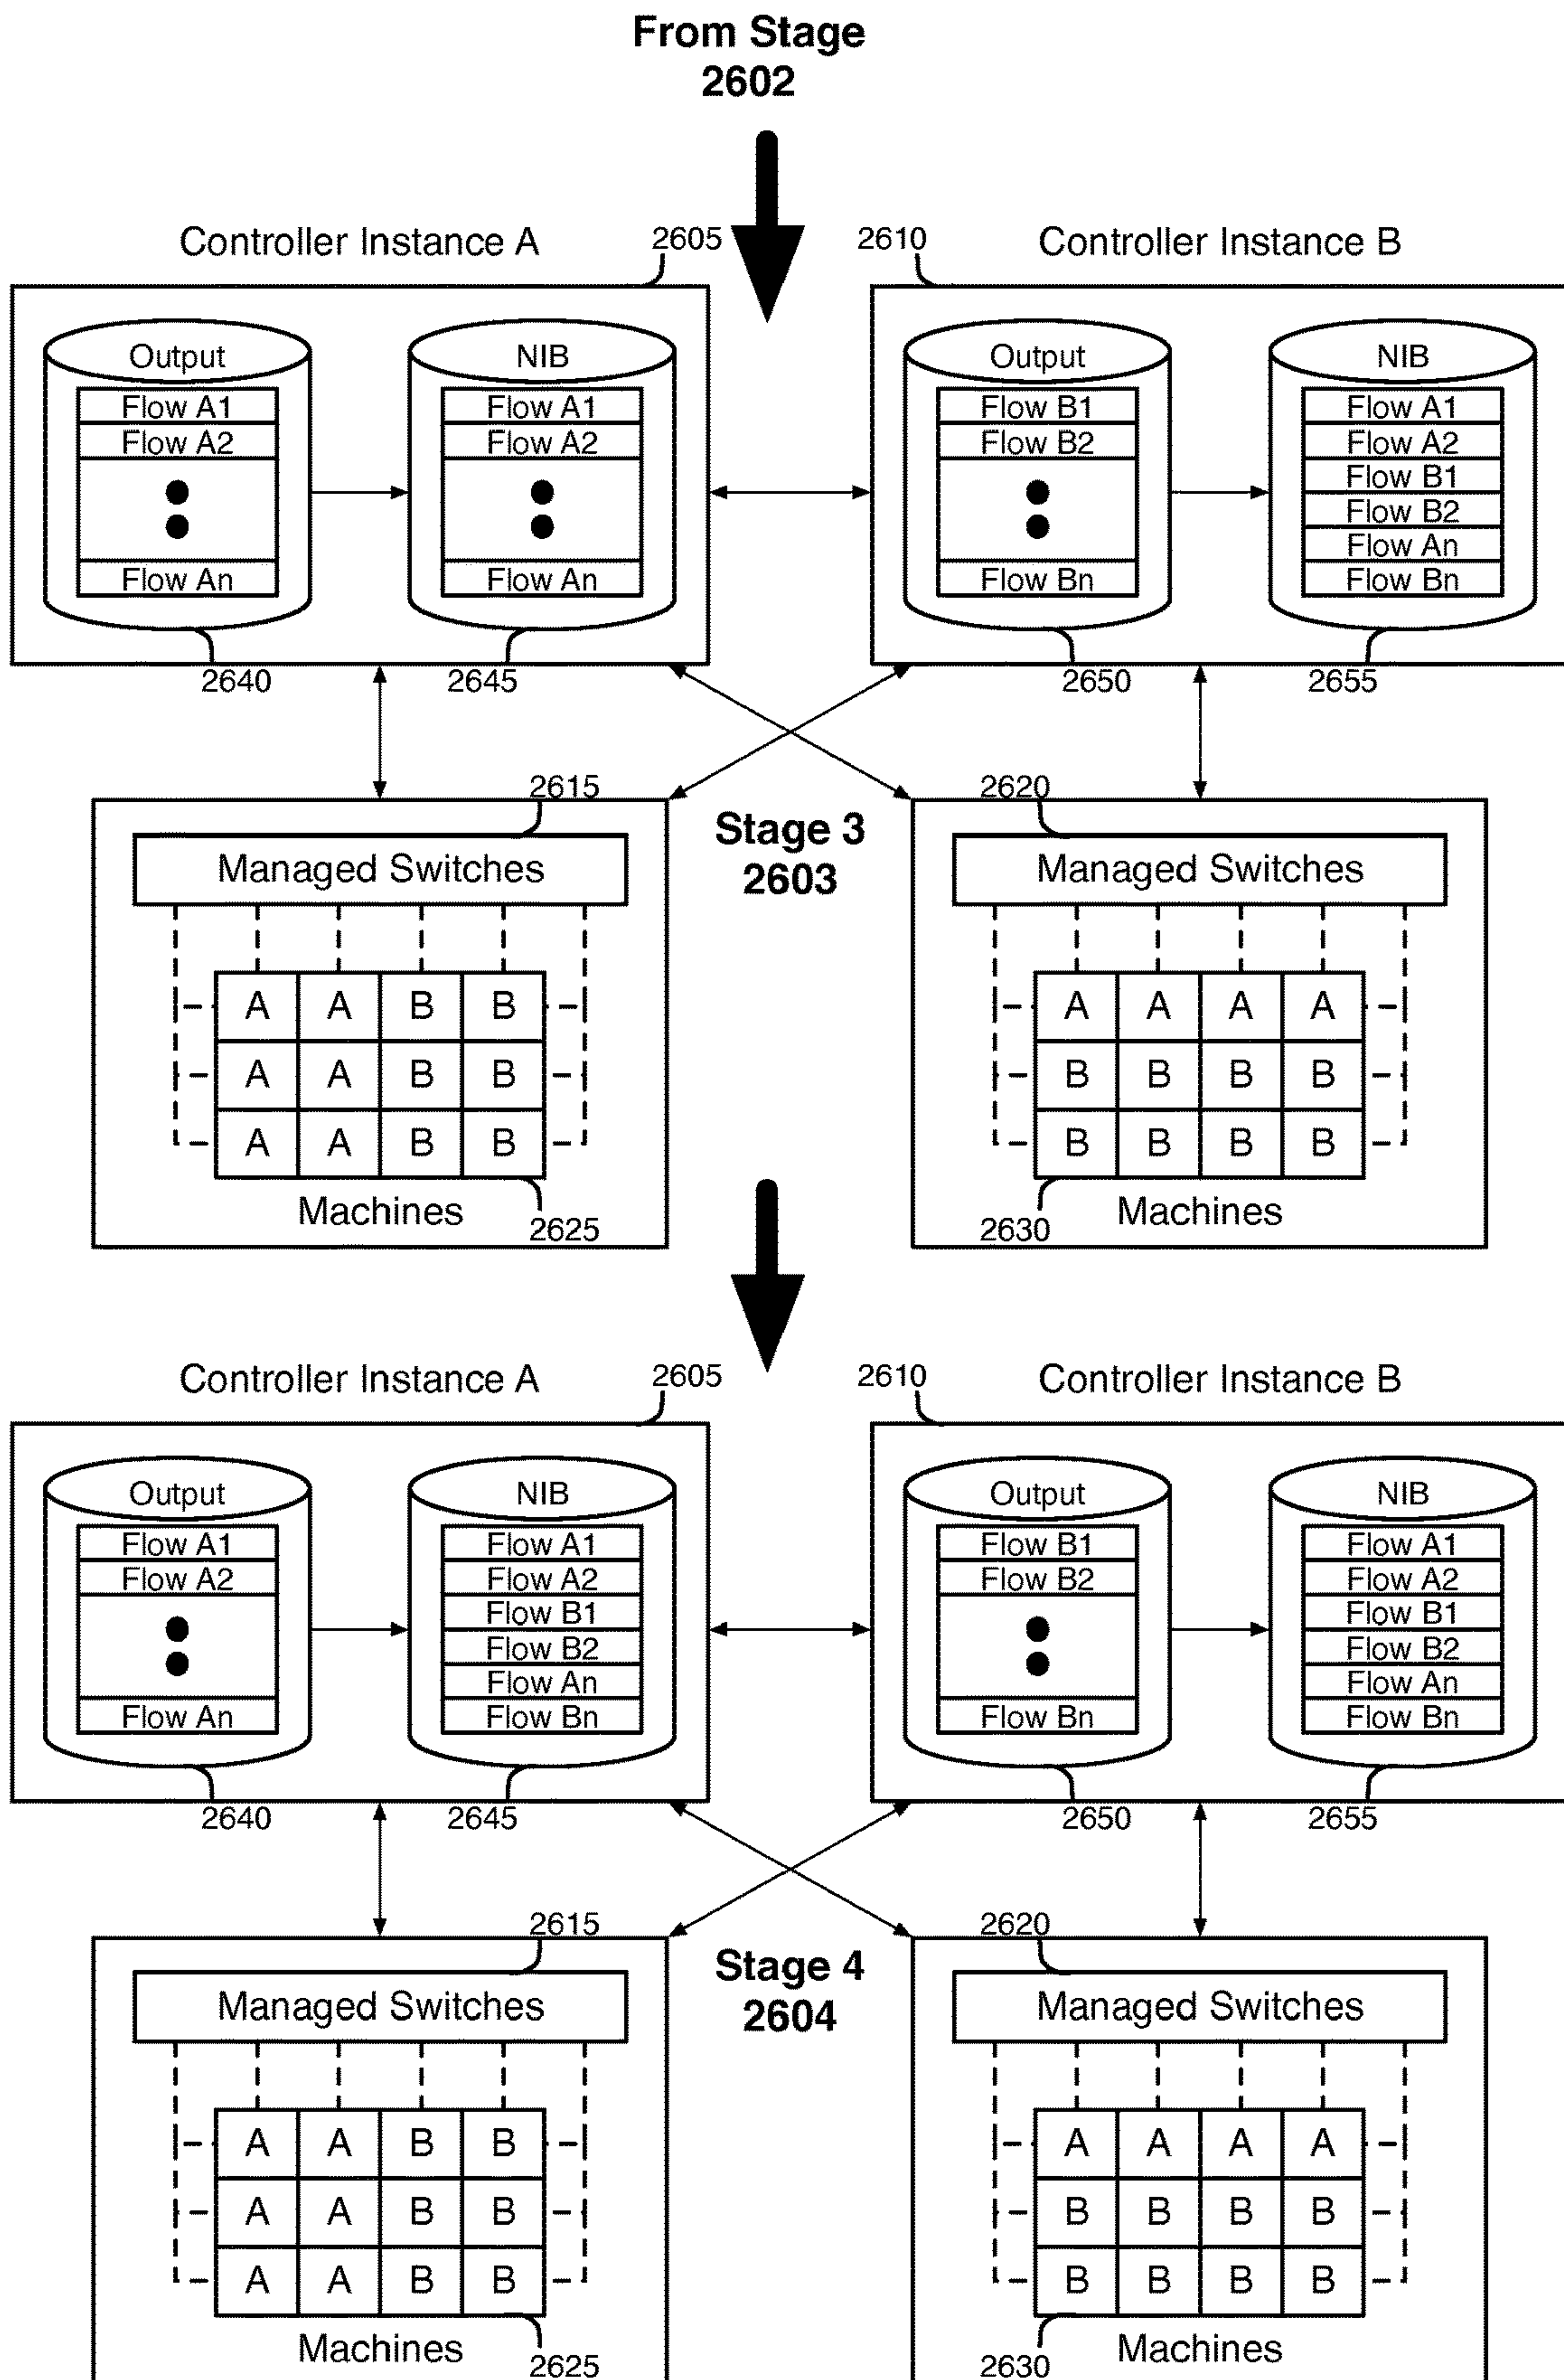 From Stage
2602
Controller Instance A
2605
2610
Controller Instance B
Output
Flow A1
Flow A2
Flow An
NIB
Flow A1
Flow A2
Flow An
Output
Flow B1
Flow B2
Flow Bn
NIB
Flow A1
Flow A2
Flow B1
Flow B2
Flow An
Flow Bn
2640
2645
2650
2655
2615
2620
Stage 3
2603
Managed Switches
A A B B
A A B B
A A B B
Machines
2625
Managed Switches
A A A A
B B B B
B B B B
2630
Machines
Controller Instance A
2605
2610
Controller Instance B
Output
Flow A1
Flow A2
Flow An
NIB
Flow A1
Flow A2
Flow B1
Flow B2
Flow An
Flow Bn
Output
Flow B1
Flow B2
Flow Bn
NIB
Flow A1
Flow A2
Flow B1
Flow B2
Flow An
Flow Bn
2640
2645
2650
2655
2615
2620
Stage 4
2604
Managed Switches
A A B B
A A B B
A A B B
Machines
2625
Managed Switches
A A A A
B B B B
B B B B
2630
Machines